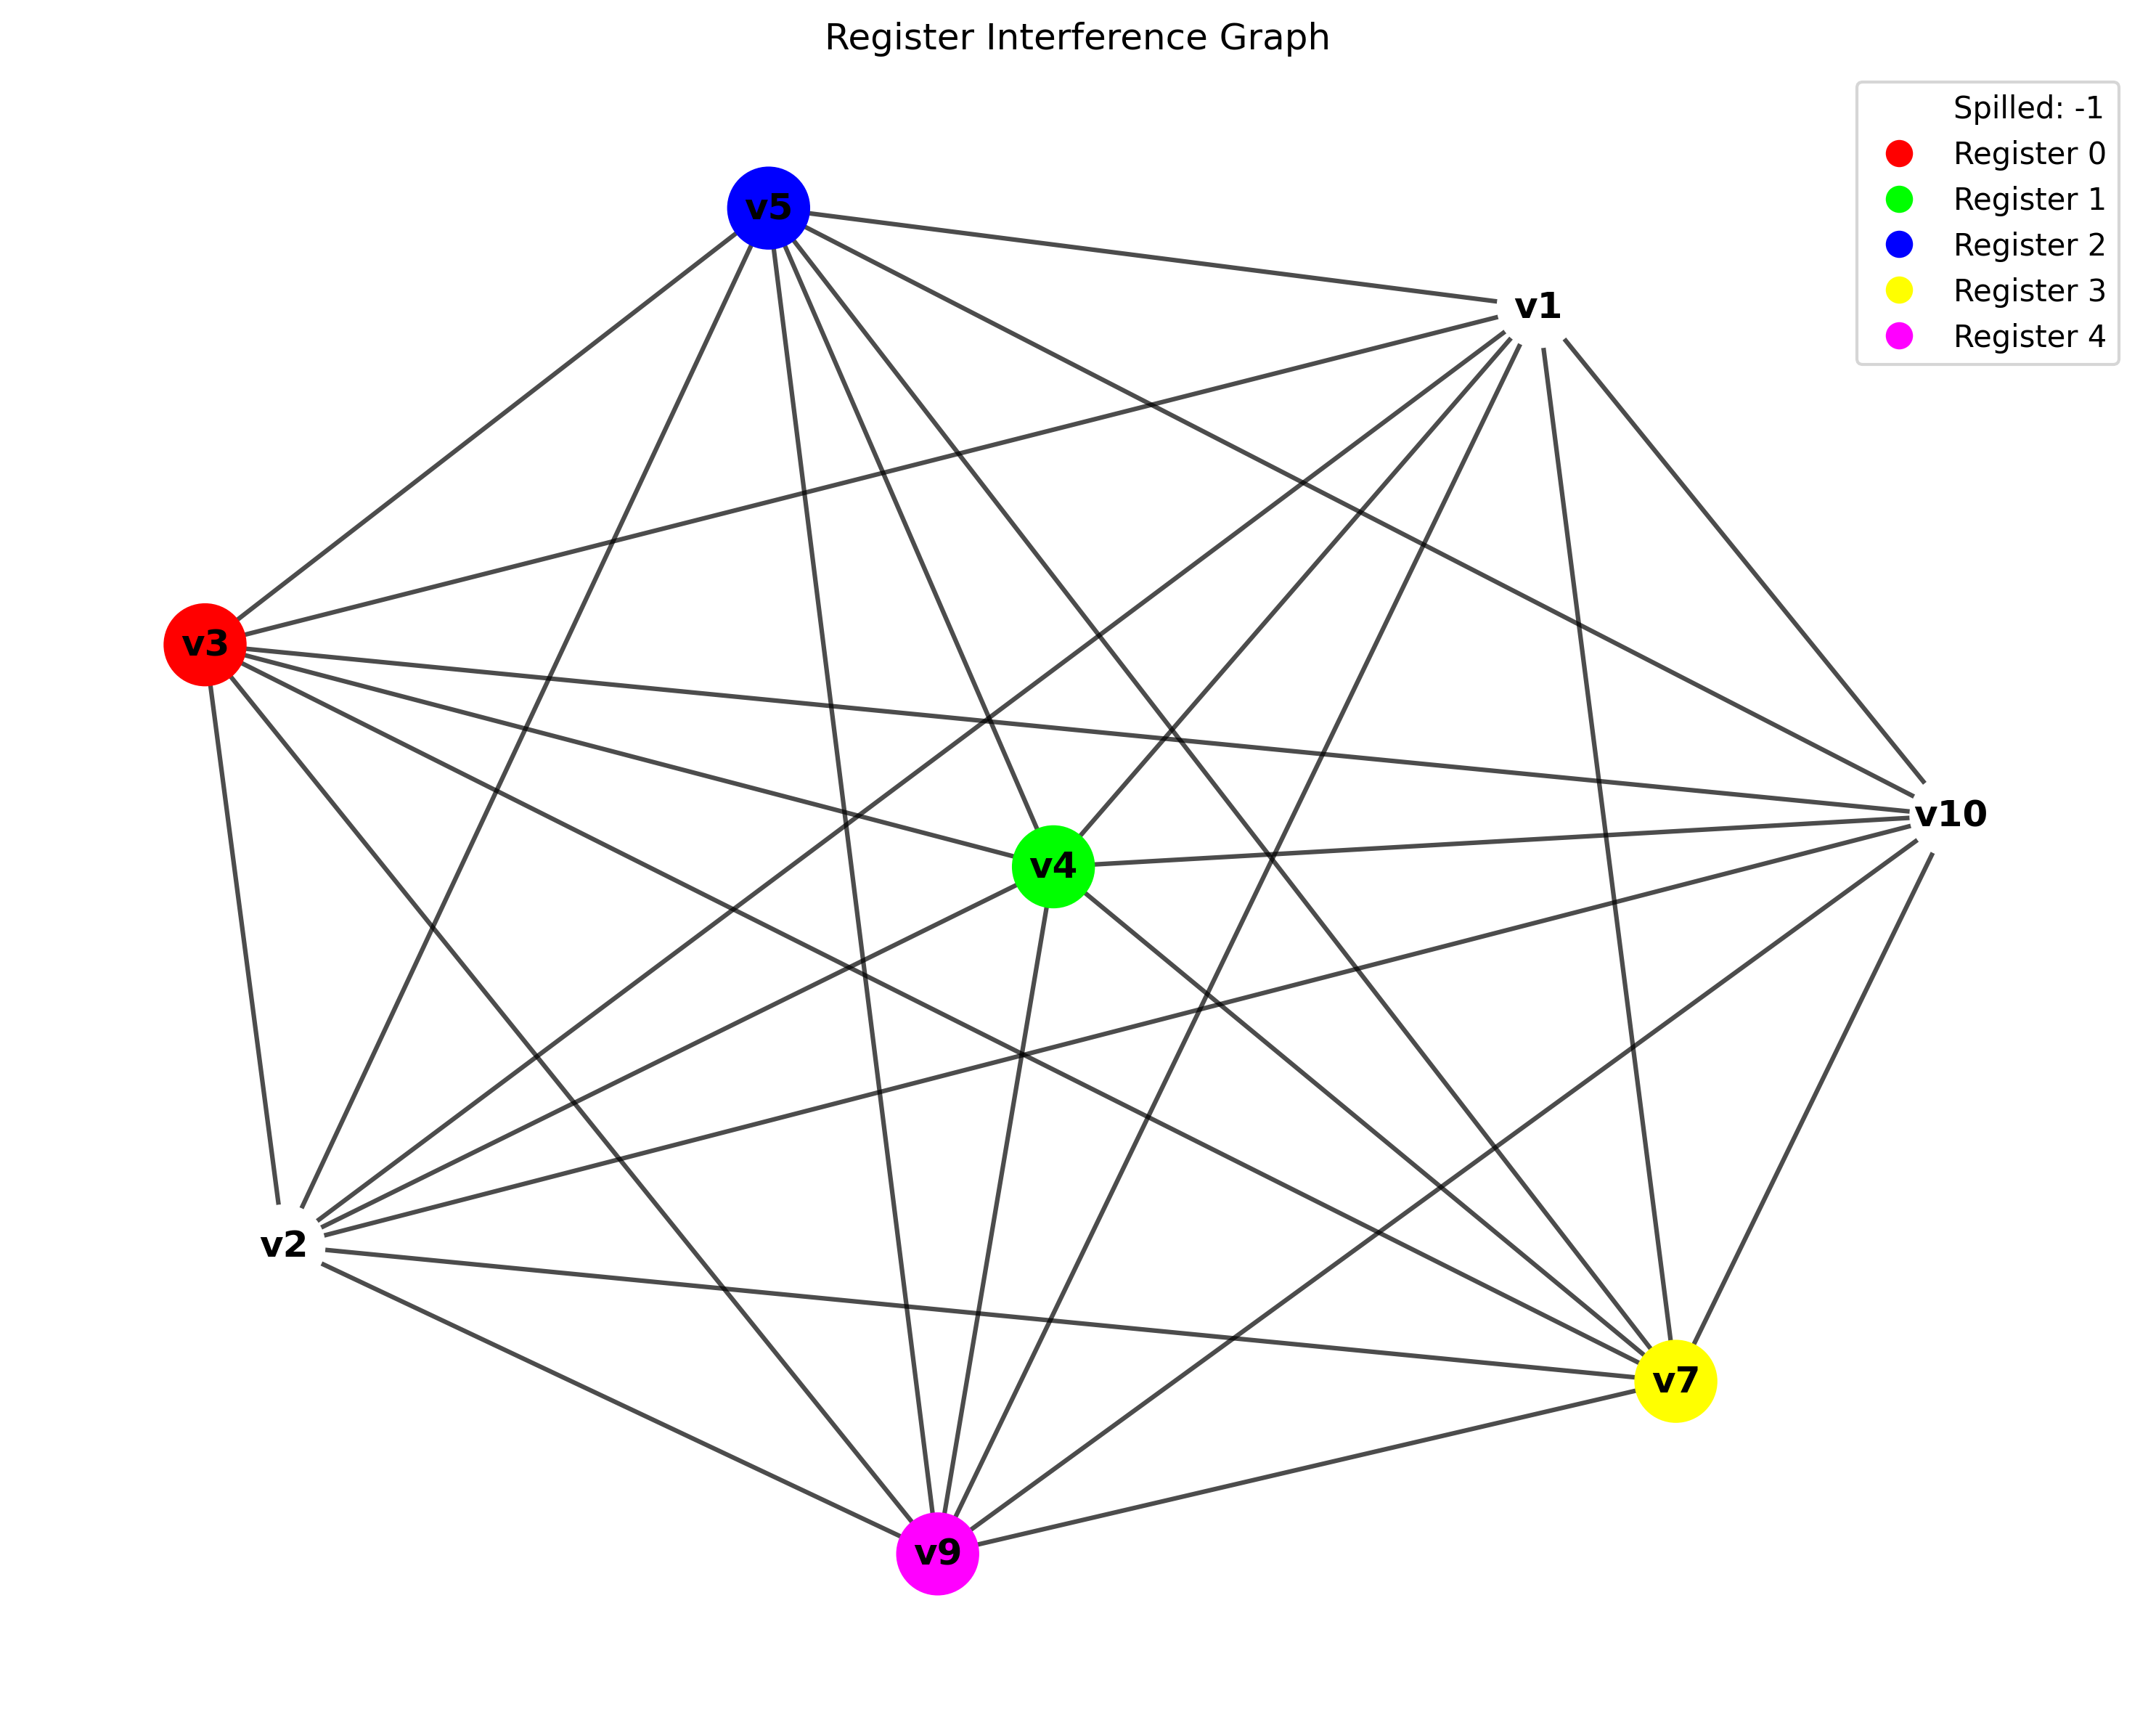 Register Interference Graph
Spilled: -1
Register 0
Register 1
Register 2
Register 3
Register 4
v5
v1
v3
v10
v4
v2
v7
v9